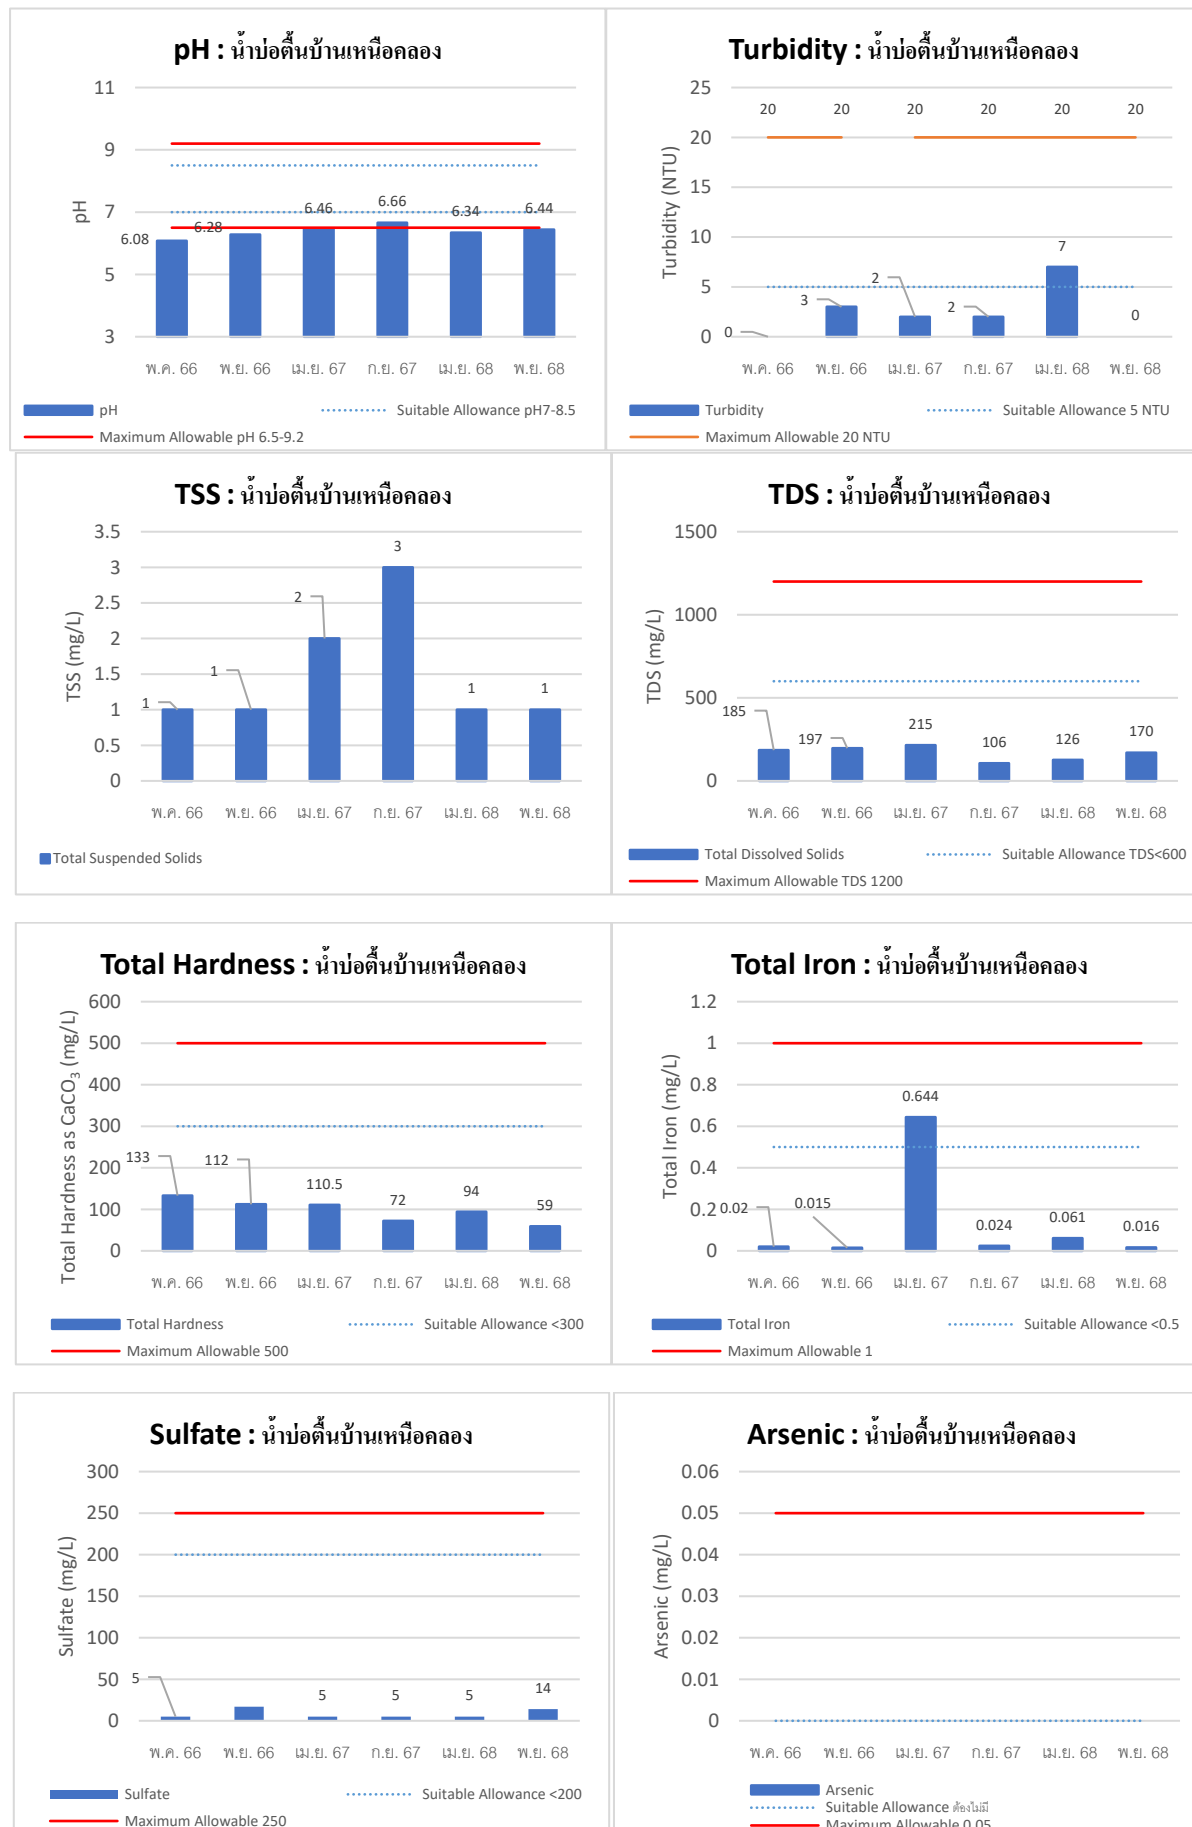 pH : น้ำบ่อตื้นบ้านเหนือคลอง
11
9
7
5
3
pH
6.08
6.28
6.46
6.66
6.34
6.44
พ.ค. 66 พ.ย. 66 เม.ย. 67 ก.ย. 67 เม.ย. 68 พ.ย. 68
pH Suitable Allowance pH7-8.5
Maximum Allowable pH 6.5-9.2
Turbidity : น้ำบ่อตื้นบ้านเหนือคลอง
25
20
15
10
5
0
Turbidity (NTU)
20 20 20 20 20 20
0
3
2
2
7
0
พ.ค. 66 พ.ย. 66 เม.ย. 67 ก.ย. 67 เม.ย. 68 พ.ย. 68
Turbidity Suitable Allowance 5 NTU
Maximum Allowable 20 NTU
TSS : น้ำบ่อตื้นบ้านเหนือคลอง
3.5
3
2.5
2
1.5
1
0.5
0
TSS (mg/L)
1
1
2
3
1
1
พ.ค. 66 พ.ย. 66 เม.ย. 67 ก.ย. 67 เม.ย. 68 พ.ย. 68
Total Suspended Solids
TDS : น้ำบ่อตื้นบ้านเหนือคลอง
1500
1000
500
0
TDS (mg/L)
185
197
215
106
126
170
พ.ค. 66 พ.ย. 66 เม.ย. 67 ก.ย. 67 เม.ย. 68 พ.ย. 68
Total Dissolved Solids Suitable Allowance TDS<600
Maximum Allowable TDS 1200
Total Hardness : น้ำบ่อตื้นบ้านเหนือคลอง
600
500
400
300
200
100
0
Total Hardness as CaCO₃ (mg/L)
133
112
110.5
72
94
59
พ.ค. 66 พ.ย. 66 เม.ย. 67 ก.ย. 67 เม.ย. 68 พ.ย. 68
Total Hardness Suitable Allowance <300
Maximum Allowable 500
Total Iron : น้ำบ่อตื้นบ้านเหนือคลอง
1.2
1
0.8
0.6
0.4
0.2
0
Total Iron (mg/L)
0.02
0.015
0.644
0.024
0.061
0.016
พ.ค. 66 พ.ย. 66 เม.ย. 67 ก.ย. 67 เม.ย. 68 พ.ย. 68
Total Iron Suitable Allowance <0.5
Maximum Allowable 1
Sulfate : น้ำบ่อตื้นบ้านเหนือคลอง
300
250
200
150
100
50
0
Sulfate (mg/L)
5
5
5
5
14
พ.ค. 66 พ.ย. 66 เม.ย. 67 ก.ย. 67 เม.ย. 68 พ.ย. 68
Sulfate Suitable Allowance <200
Maximum Allowable 250
Arsenic : น้ำบ่อตื้นบ้านเหนือคลอง
0.06
0.05
0.04
0.03
0.02
0.01
0
Arsenic (mg/L)
พ.ค. 66 พ.ย. 66 เม.ย. 67 ก.ย. 67 เม.ย. 68 พ.ย. 68
Arsenic
Suitable Allowance ต้องไม่มี
Maximum Allowable 0.05